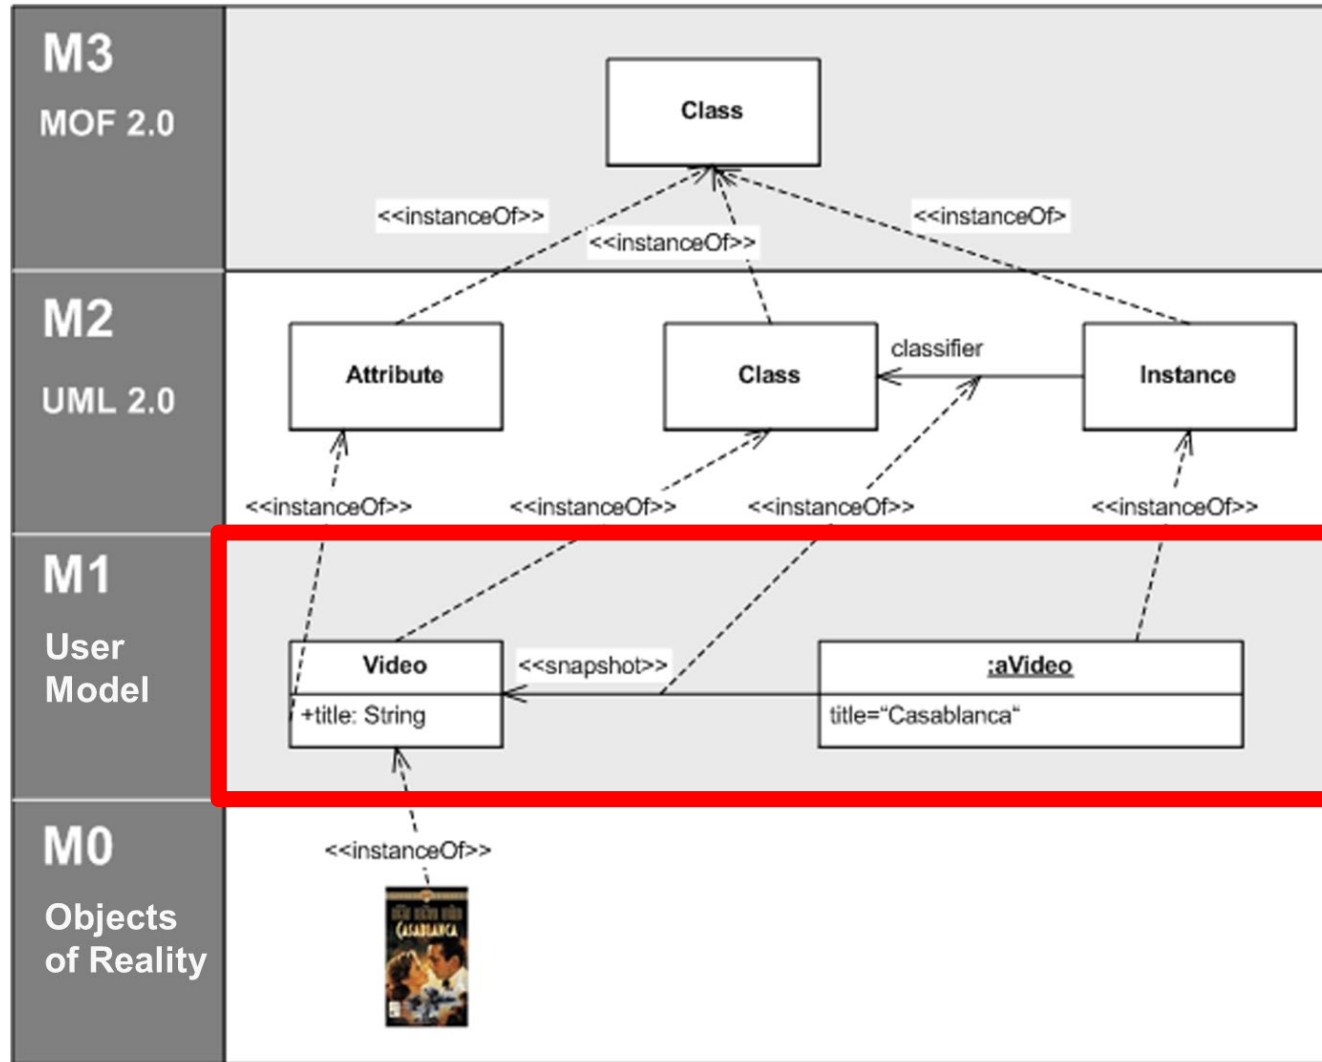 M3
MOF 2.0
Class
<<instanceOf>>
<<instanceOf>>
<<instanceOf>
M2
UML 2.0
Attribute
Class
classifier
Instance
<<instanceOf>>
<<instanceOf>>
<<instanceOf>>
<<instanceOf>>
M1
User
Model
Video
+title: String
<<snapshot>>
:aVideo
title="Casablanca“
M0
Objects
of Reality
<<instanceOf>>
CASABLANCA